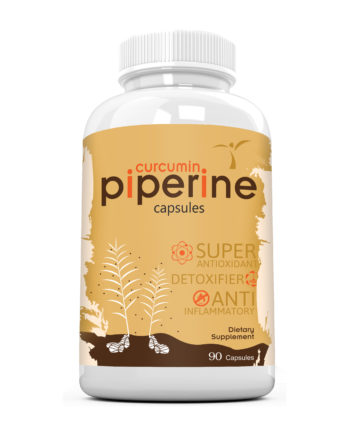 curcumin
piperine
capsules
SUPER
ANTIOXIDANT
DETOXIFIER
ANTI
INFLAMMATORY
Dietary
Supplement
90 Capsules